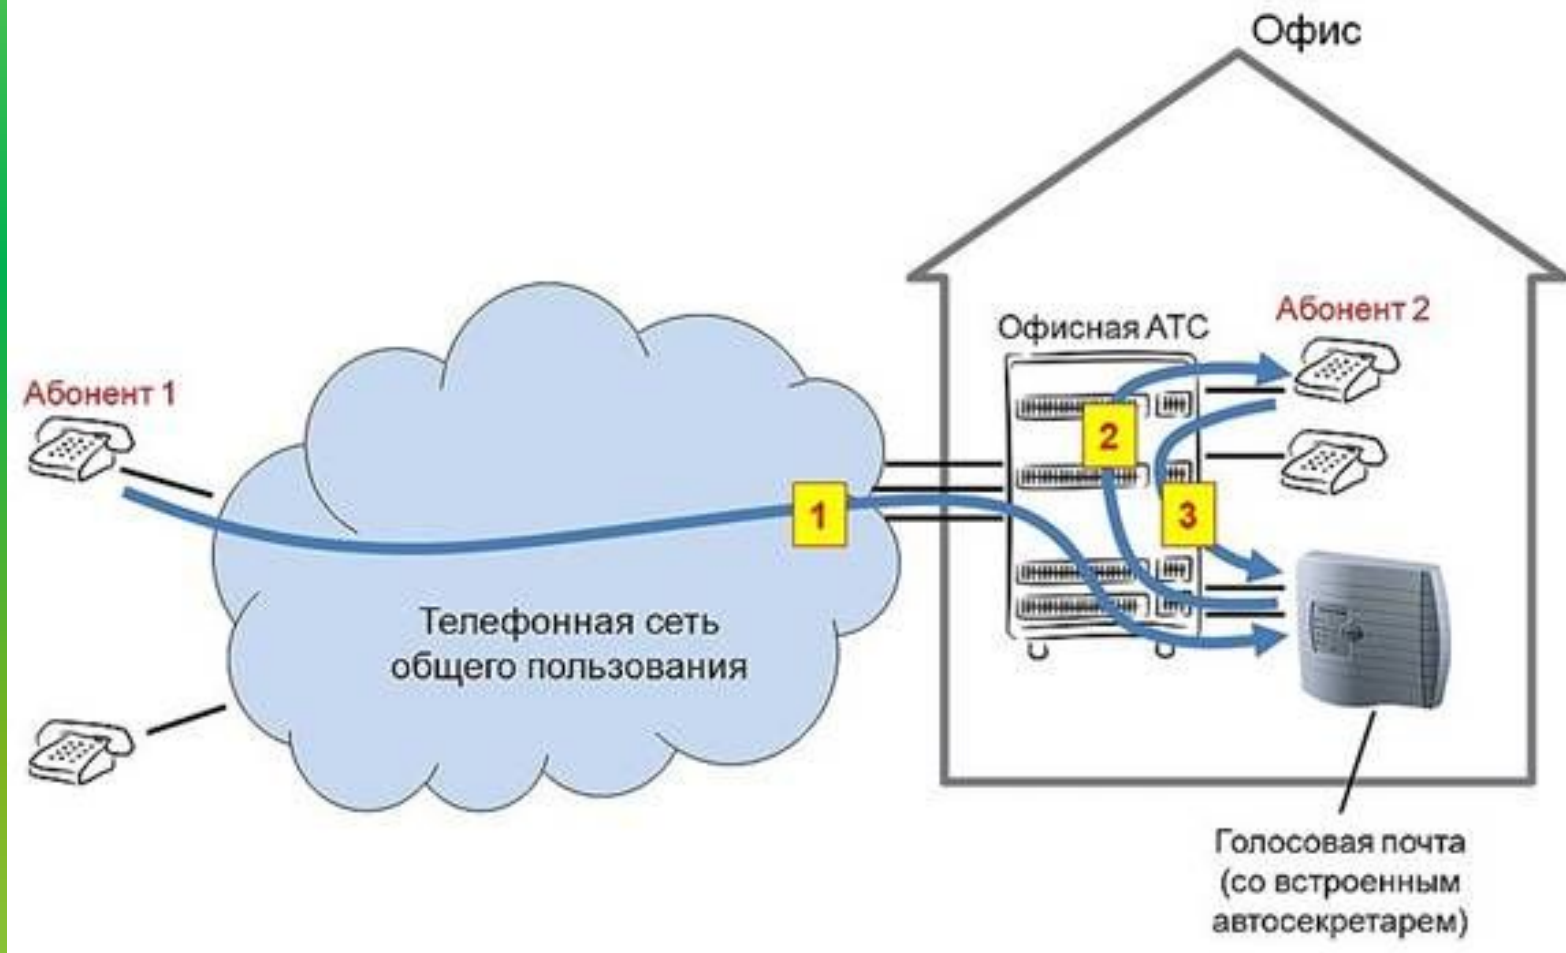 Офис
Офисная АТС
Абонент 2
Абонент 1
2
1
3
Телефонная сеть
общего пользования
Голосовая почта
(со встроенным
автосекретарем)